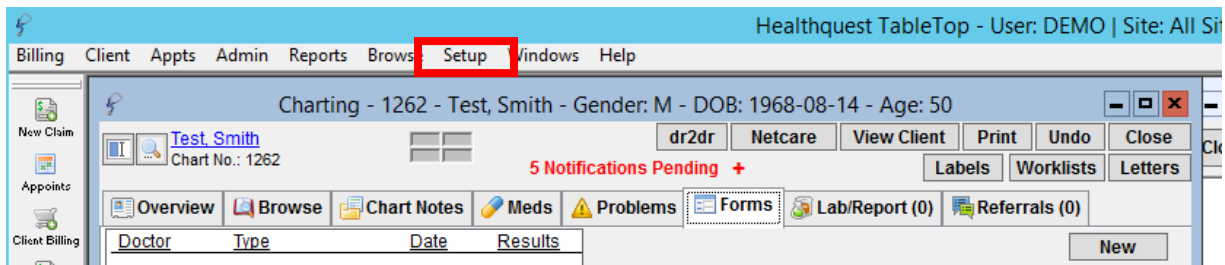 Healthquest TableTop - User: DEMO | Site: All Sit
Billing Client Appts Admin Reports Browse Setup Windows Help
Charting - 1262 - Test, Smith - Gender: M - DOB: 1968-08-14 - Age: 50
New Claim
Test, Smith
Chart No.: 1262
dr2dr Netcare View Client Print Undo Close
5 Notifications Pending +
Labels Worklists Letters
Appoints
Overview Browse Chart Notes Meds Problems Forms Lab/Report (0) Referrals (0)
Client Billing
Doctor Type Date Results
New